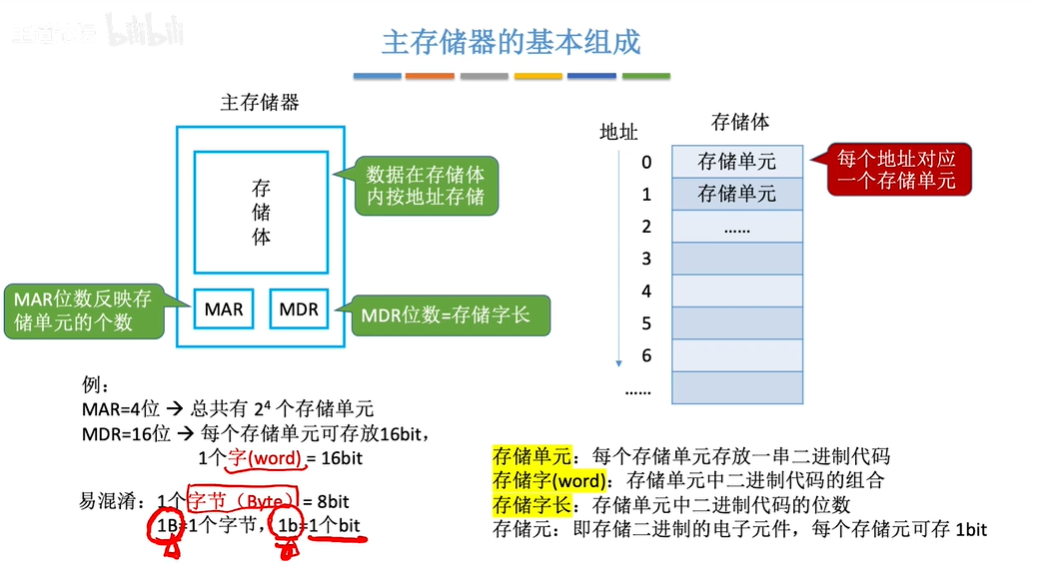 bilibili
主存储器的基本组成
主存储器
存
储
体
数据在存储体
内按地址存储
MAR位数反映存
储单元的个数
MAR
MDR
MDR位数=存储字长
地址
存储体
0
存储单元
1
存储单元
2
......
3
4
5
6
......
每个地址对应
一个存储单元
例：
MAR=4位 → 总共有 2⁴ 个存储单元
MDR=16位 → 每个存储单元可存放16bit，
1个字(word) = 16bit
易混淆：1个字节（Byte）= 8bit
1B=1个字节，1b=1个bit
存储单元：每个存储单元存放一串二进制代码
存储字(word)：存储单元中二进制代码的组合
存储字长：存储单元中二进制代码的位数
存储元：即存储二进制的电子元件，每个存储元可存 1bit